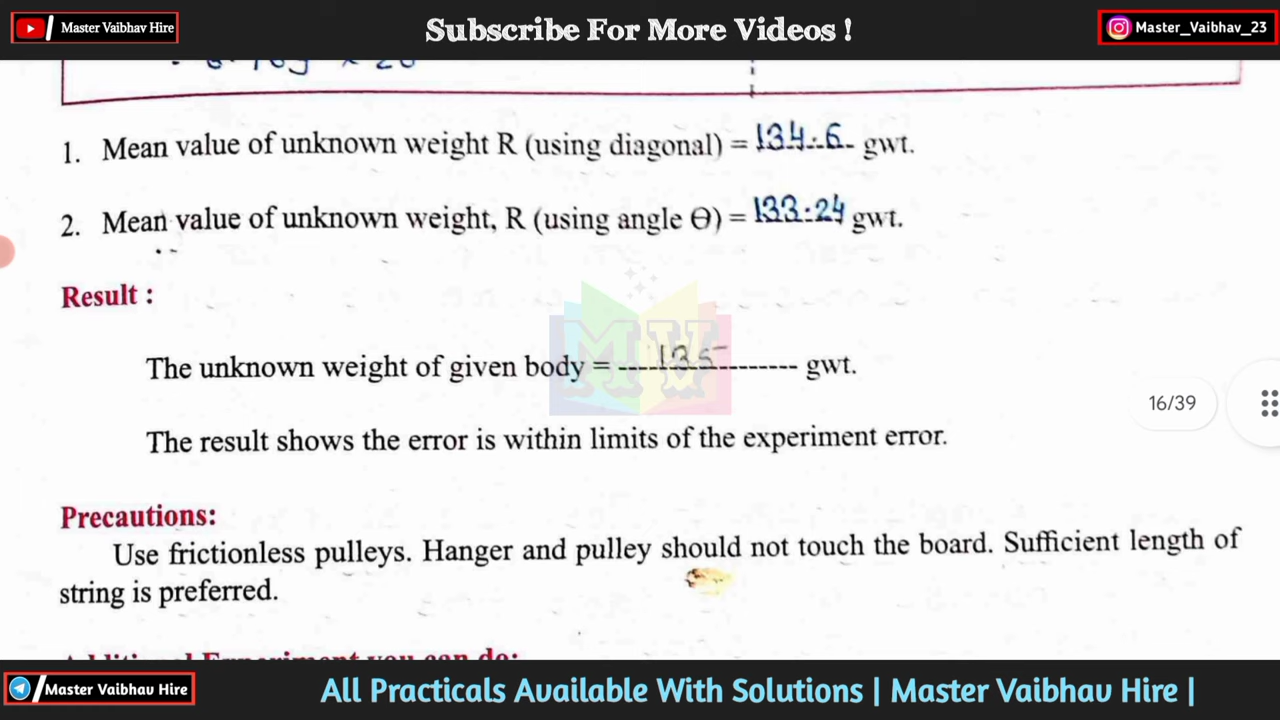 Master Vaibhav Hire
Subscribe For More Videos !
Master_Vaibhav_23
1. Mean value of unknown weight R (using diagonal) = 134.6 gwt.
2. Mean value of unknown weight, R (using angle Θ) = 133.24 gwt.
Result :
MV
The unknown weight of given body = ----135-------- gwt.
16/39
The result shows the error is within limits of the experiment error.
Precautions:
Use frictionless pulleys. Hanger and pulley should not touch the board. Sufficient length of
string is preferred.
Master Vaibhav Hire
All Practicals Available With Solutions | Master Vaibhav Hire |